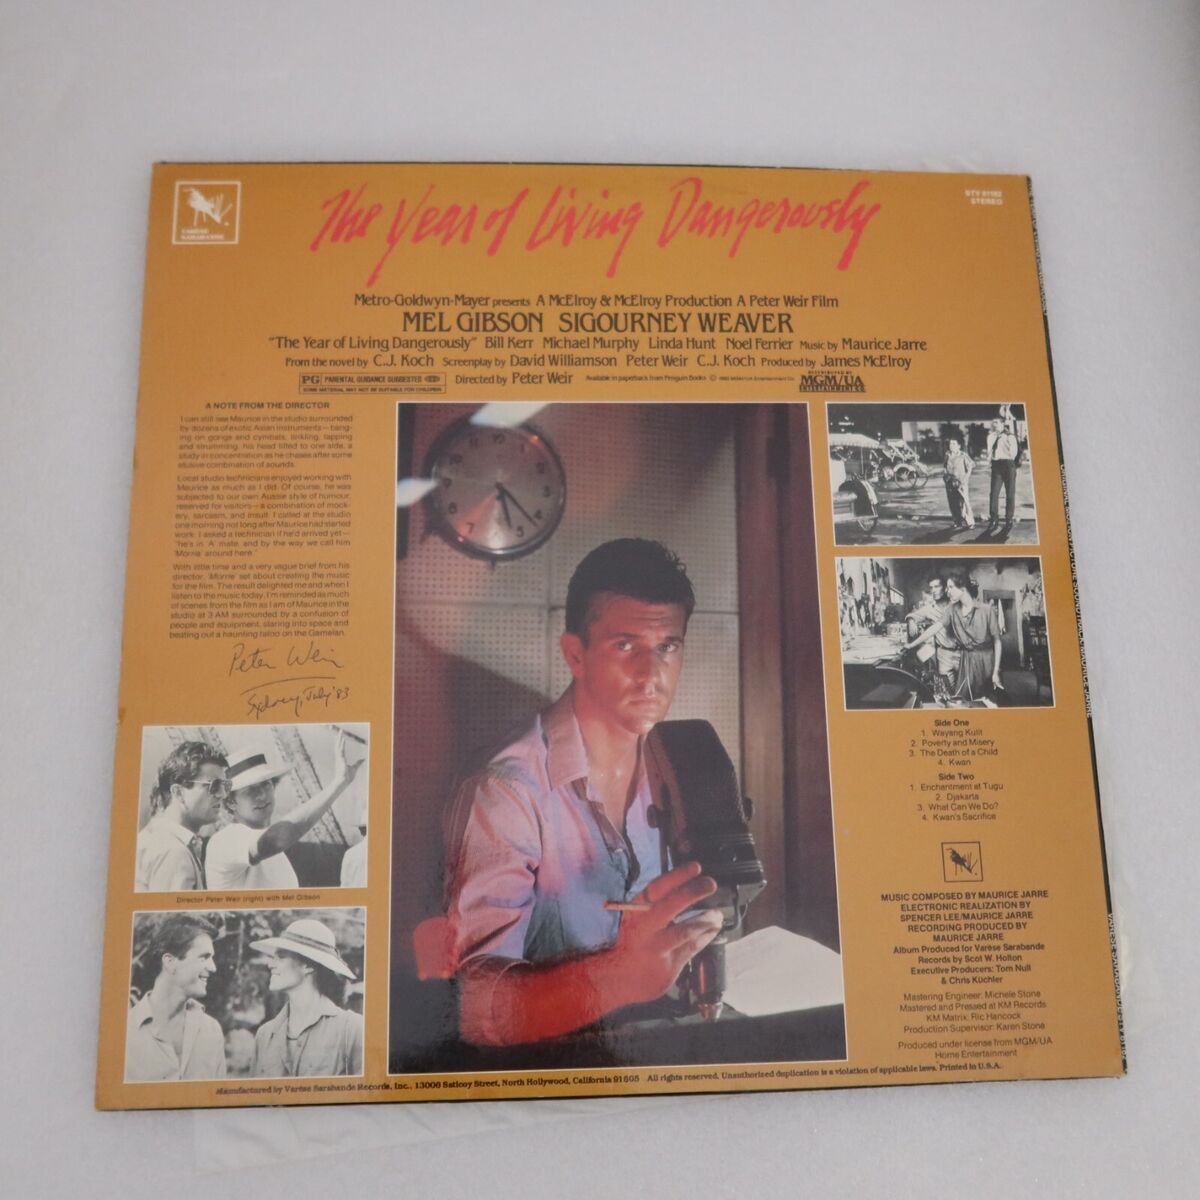 VARÈSE
SARABANDE
The Year of Living Dangerously
STV 81182
STEREO
Metro-Goldwyn-Mayer presents A McElroy & McElroy Production A Peter Weir Film
MEL GIBSON SIGOURNEY WEAVER
"The Year of Living Dangerously" Bill Kerr Michael Murphy Linda Hunt Noel Ferrier Music by Maurice Jarre
From the novel by C.J. Koch Screenplay by David Williamson Peter Weir C.J. Koch Produced by James McElroy
PG PARENTAL GUIDANCE SUGGESTED
SOME MATERIAL MAY NOT BE SUITABLE FOR CHILDREN
Directed by Peter Weir
Available in paperback from Penguin Books
DISTRIBUTED BY
MGM/UA
A NOTE FROM THE DIRECTOR
I can still see Maurice in the studio surrounded
by dozens of exotic Asian instruments—bang-
ing on gongs and cymbals, tinkling, tapping
and strumming, his head tilted to one side, a
study in concentration as he chases after some
elusive combination of sounds.
Local studio technicians enjoyed working with
Maurice as much as I did. Of course, he was
subjected to our own Aussie style of humour,
reserved for visitors—a combination of mock-
ery, sarcasm, and insult. I called at the studio
one morning not long after Maurice had started
work. I asked a technician if he'd arrived yet—
"he's in 'A' mate, and by the way we call him
'Morrie' around here."
With little time and a very vague brief from his
director, 'Morrie' set about creating the music
for the film. The result delighted me and when I
listen to the music today, I'm reminded as much
of scenes from the film as I am of Maurice in the
studio at 3 AM surrounded by a confusion of
people and equipment, staring into space and
beating out a haunting tattoo on the Gamelan.
Peter Weir
Sydney, July '83
Director Peter Weir (right) with Mel Gibson
Side One
1. Wayang Kulit
2. Poverty and Misery
3. The Death of a Child
4. Kwan
Side Two
1. Enchantment at Tugu
2. Djakarta
3. What Can We Do?
4. Kwan's Sacrifice
MUSIC COMPOSED BY MAURICE JARRE
ELECTRONIC REALIZATION BY
SPENCER LEE/MAURICE JARRE
RECORDING PRODUCED BY
MAURICE JARRE
Album Produced for Varèse Sarabande
Records by Scot W. Holton
Executive Producers: Tom Null
& Chris Küchler
Mastering Engineer: Michele Stone
Mastered and Pressed at KM Records
KM Matrix: Ric Hancock
Production Supervisor: Karen Stone
Produced under license from MGM/UA
Home Entertainment
Manufactured by Varèse Sarabande Records, Inc., 13006 Saticoy Street, North Hollywood, California 91605 All rights reserved. Unauthorized duplication is a violation of applicable laws. Printed in U.S.A.